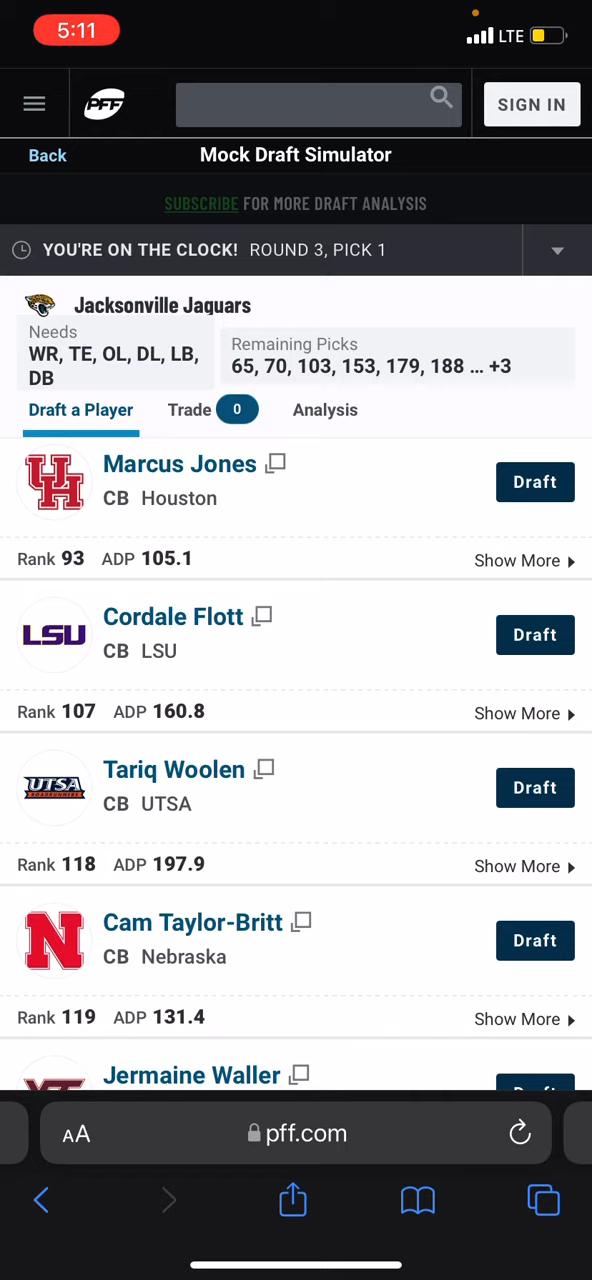 5:11
LTE
PFF
SIGN IN
Back
Mock Draft Simulator
SUBSCRIBE FOR MORE DRAFT ANALYSIS
YOU'RE ON THE CLOCK! ROUND 3, PICK 1
Jacksonville Jaguars
Needs
WR, TE, OL, DL, LB,
DB
Remaining Picks
65, 70, 103, 153, 179, 188 ... +3
Draft a Player
Trade 0
Analysis
UH
Marcus Jones
CB Houston
Draft
Rank 93 ADP 105.1
Show More
LSU
Cordale Flott
CB LSU
Draft
Rank 107 ADP 160.8
Show More
UTSA
Tariq Woolen
CB UTSA
Draft
Rank 118 ADP 197.9
Show More
N
Cam Taylor-Britt
CB Nebraska
Draft
Rank 119 ADP 131.4
Show More
Jermaine Waller
Draft
AA
pff.com